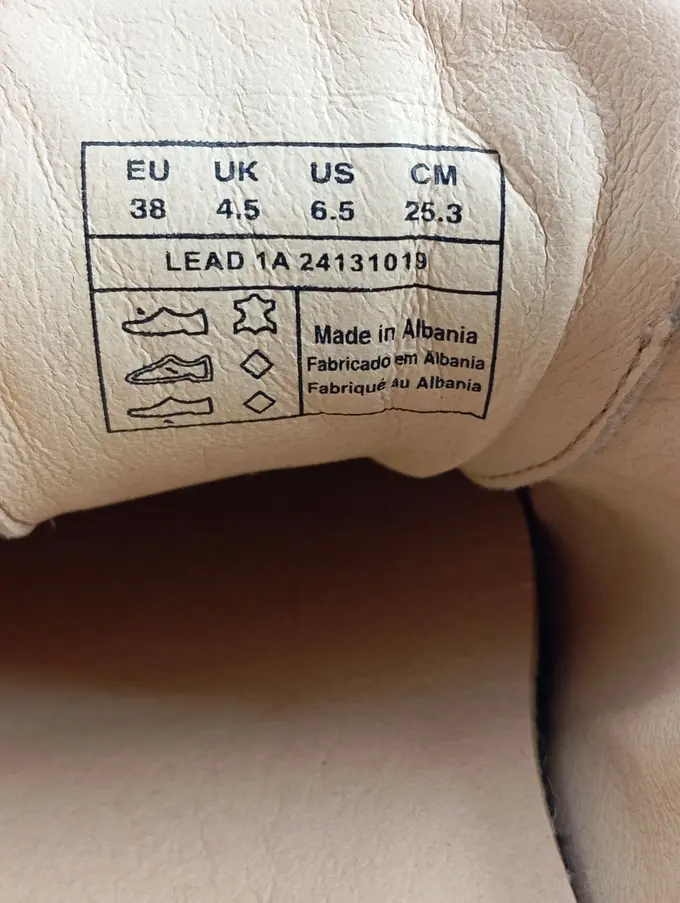 EU UK US CM
38 4.5 6.5 25.3
LEAD 1A 24131019
Made in Albania
Fabricado em Albania
Fabriqué au Albania